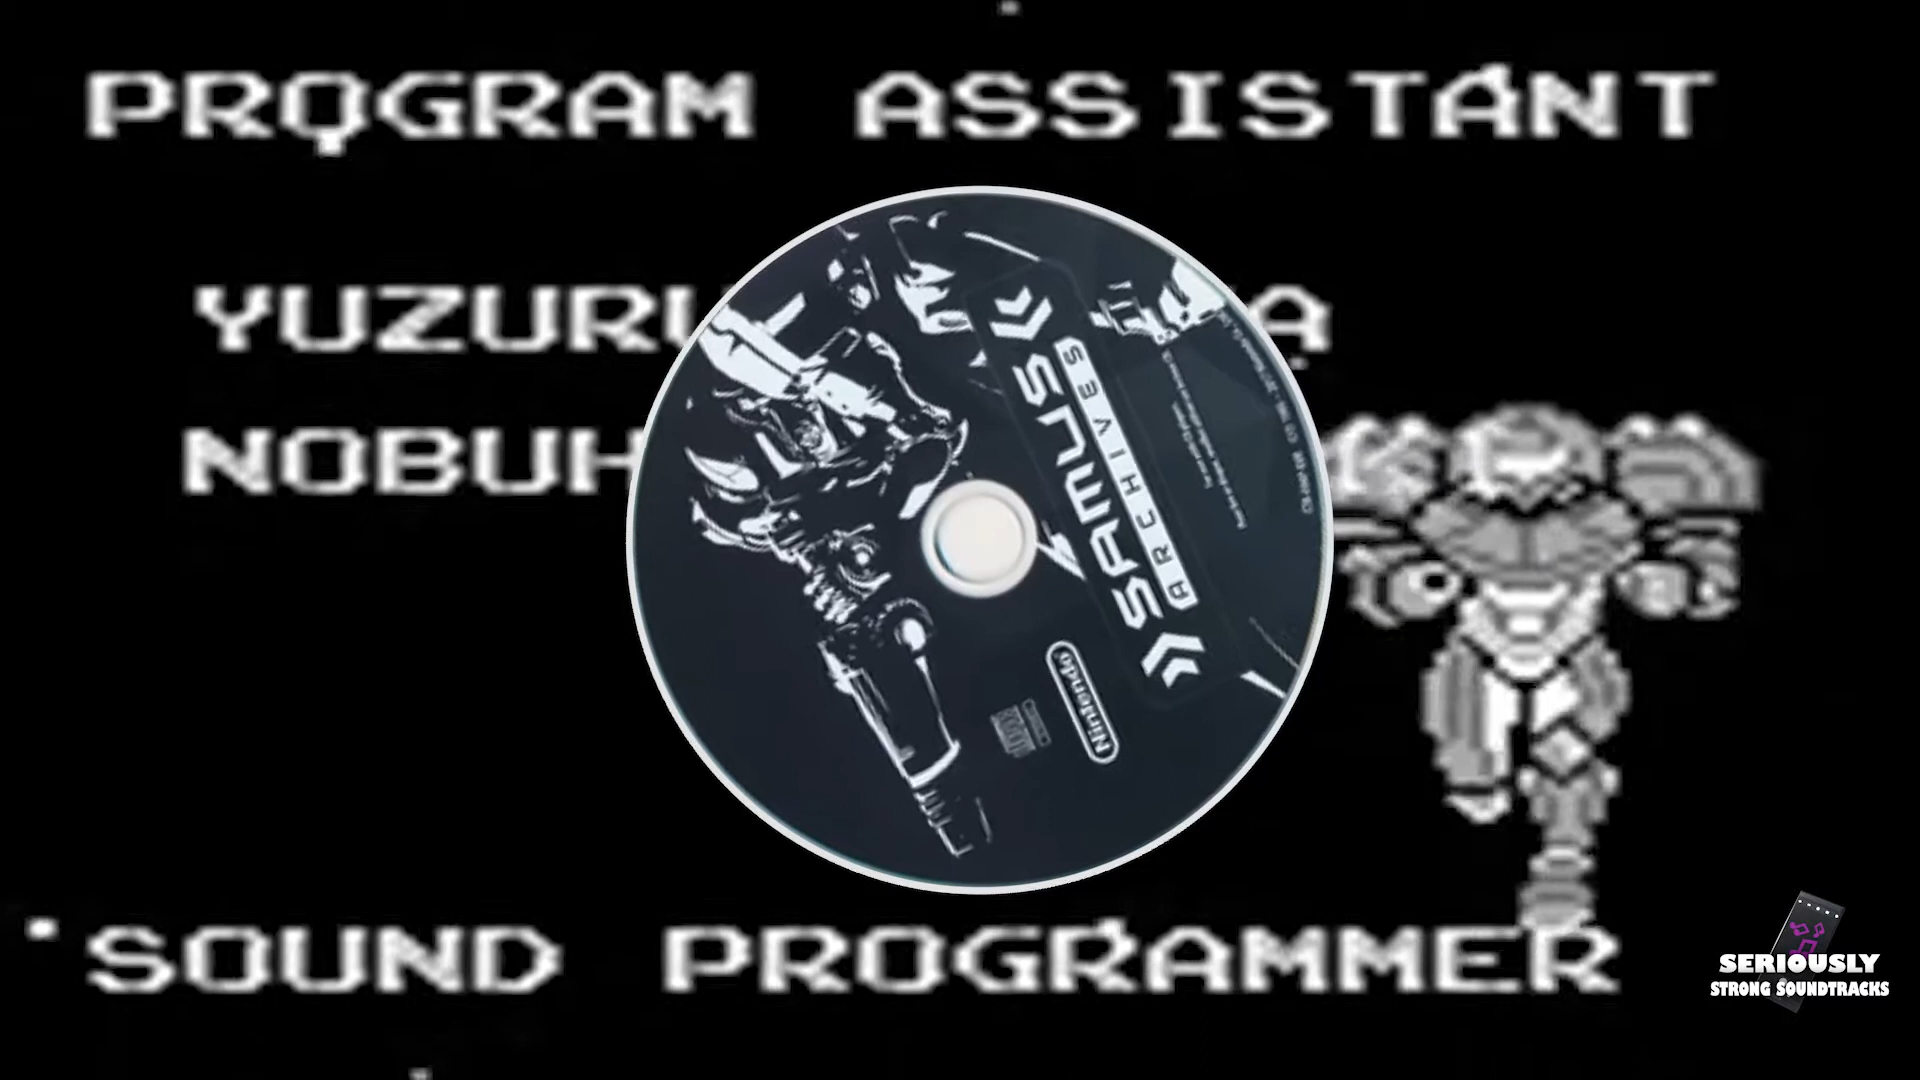 PROGRAM ASSISTANT
YUZURU
NOBUH
SAMUS
ARCHIVES
Nintendo
SOUND PROGRAMMER
SERIOUSLY
STRONG SOUNDTRACKS